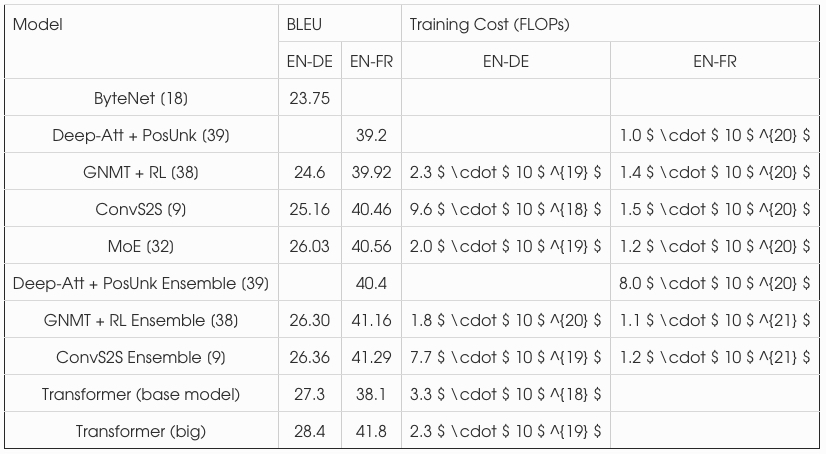 Model BLEU Training Cost (FLOPs)
EN-DE EN-FR EN-DE EN-FR
ByteNet [18] 23.75
Deep-Att + PosUnk [39] 39.2 1.0 $ \cdot $ 10 $ ^{20} $
GNMT + RL [38] 24.6 39.92 2.3 $ \cdot $ 10 $ ^{19} $ 1.4 $ \cdot $ 10 $ ^{20} $
ConvS2S [9] 25.16 40.46 9.6 $ \cdot $ 10 $ ^{18} $ 1.5 $ \cdot $ 10 $ ^{20} $
MoE [32] 26.03 40.56 2.0 $ \cdot $ 10 $ ^{19} $ 1.2 $ \cdot $ 10 $ ^{20} $
Deep-Att + PosUnk Ensemble [39] 40.4 8.0 $ \cdot $ 10 $ ^{20} $
GNMT + RL Ensemble [38] 26.30 41.16 1.8 $ \cdot $ 10 $ ^{20} $ 1.1 $ \cdot $ 10 $ ^{21} $
ConvS2S Ensemble [9] 26.36 41.29 7.7 $ \cdot $ 10 $ ^{19} $ 1.2 $ \cdot $ 10 $ ^{21} $
Transformer (base model) 27.3 38.1 3.3 $ \cdot $ 10 $ ^{18} $
Transformer (big) 28.4 41.8 2.3 $ \cdot $ 10 $ ^{19} $